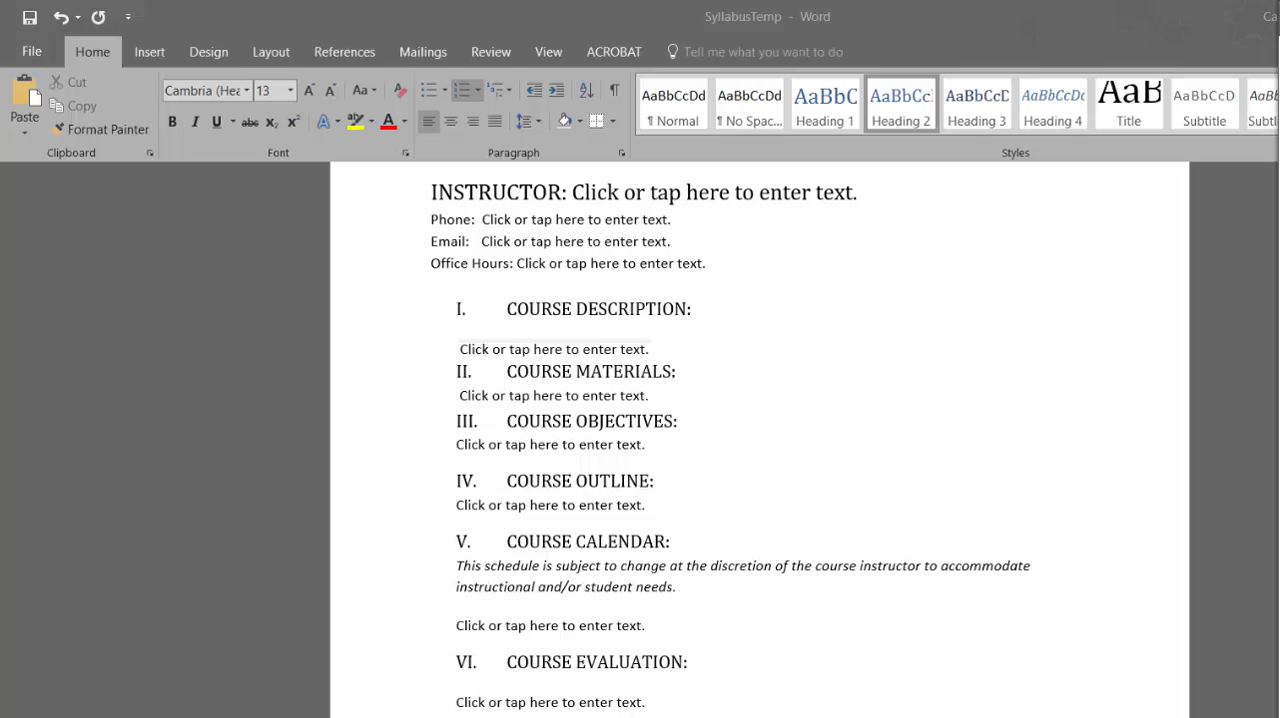 SyllabusTemp - Word
File Home Insert Design Layout References Mailings Review View ACROBAT Tell me what you want to do
Paste
Cut
Copy
Format Painter
Clipboard
Cambria (Hea 13
Font
Paragraph
AaBbCcDd AaBbCcDd AaBbC AaBbCc AaBbCcD AaBbCcDc AaB AaBbCcD
¶ Normal ¶ No Spac... Heading 1 Heading 2 Heading 3 Heading 4 Title Subtitle
Styles
INSTRUCTOR: Click or tap here to enter text.
Phone: Click or tap here to enter text.
Email: Click or tap here to enter text.
Office Hours: Click or tap here to enter text.
I. COURSE DESCRIPTION:
Click or tap here to enter text.
II. COURSE MATERIALS:
Click or tap here to enter text.
III. COURSE OBJECTIVES:
Click or tap here to enter text.
IV. COURSE OUTLINE:
Click or tap here to enter text.
V. COURSE CALENDAR:
This schedule is subject to change at the discretion of the course instructor to accommodate
instructional and/or student needs.
Click or tap here to enter text.
VI. COURSE EVALUATION:
Click or tap here to enter text.